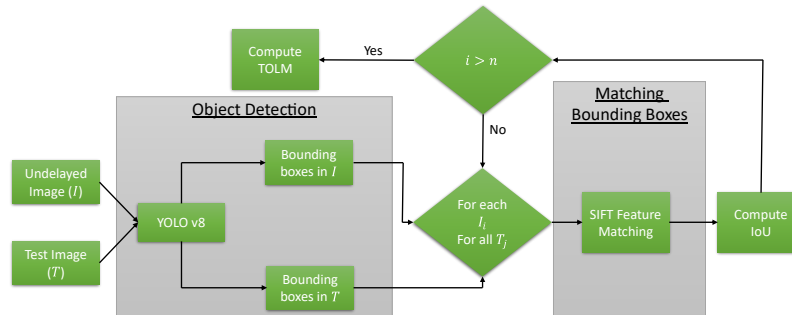 Compute
TOLM
Yes
i > n
Object Detection
Matching
Bounding Boxes
No
Undelayed
Image (I)
Bounding
boxes in I
YOLO v8
For each
I_i
For all T_j
SIFT Feature
Matching
Compute
IoU
Test Image
(T)
Bounding
boxes in T